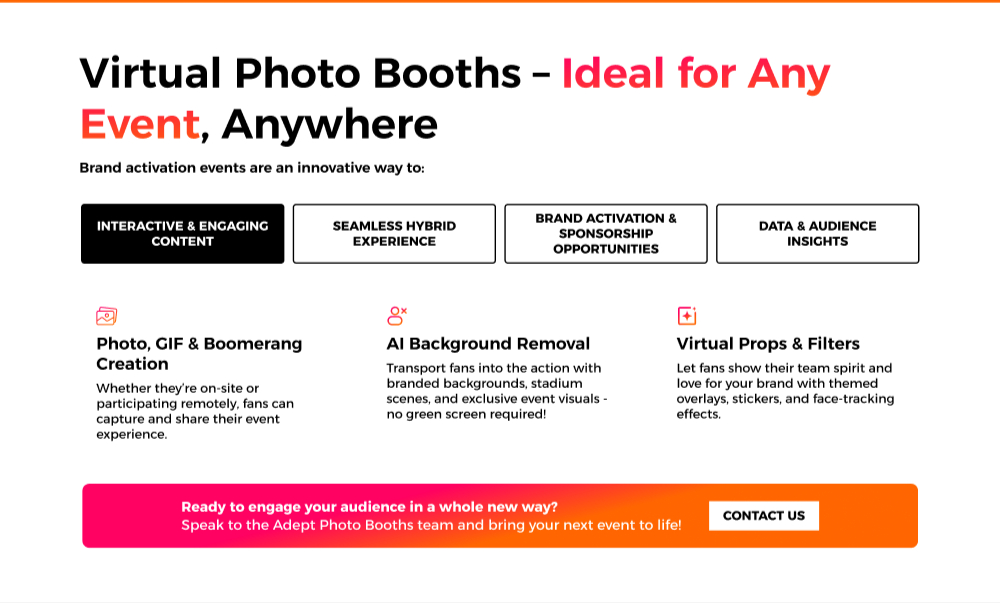 Virtual Photo Booths – Ideal for Any
Event, Anywhere
Brand activation events are an innovative way to:
INTERACTIVE & ENGAGING
CONTENT
SEAMLESS HYBRID
EXPERIENCE
BRAND ACTIVATION &
SPONSORSHIP
OPPORTUNITIES
DATA & AUDIENCE
INSIGHTS
Photo, GIF & Boomerang
Creation
Whether they’re on-site or
participating remotely, fans can
capture and share their event
experience.
AI Background Removal
Transport fans into the action with
branded backgrounds, stadium
scenes, and exclusive event visuals -
no green screen required!
Virtual Props & Filters
Let fans show their team spirit and
love for your brand with themed
overlays, stickers, and face-tracking
effects.
Ready to engage your audience in a whole new way?
Speak to the Adept Photo Booths team and bring your next event to life!
CONTACT US